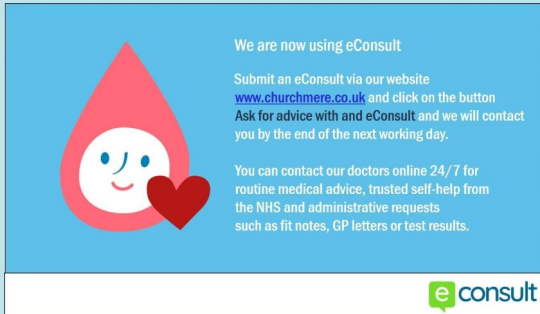 We are now using eConsult
Submit an eConsult via our website
www.churchmere.co.uk and click on the button
Ask for advice with and eConsult and we will contact
you by the end of the next working day.
You can contact our doctors online 24/7 for
routine medical advice, trusted self-help from
the NHS and administrative requests
such as fit notes, GP letters or test results.
e consult